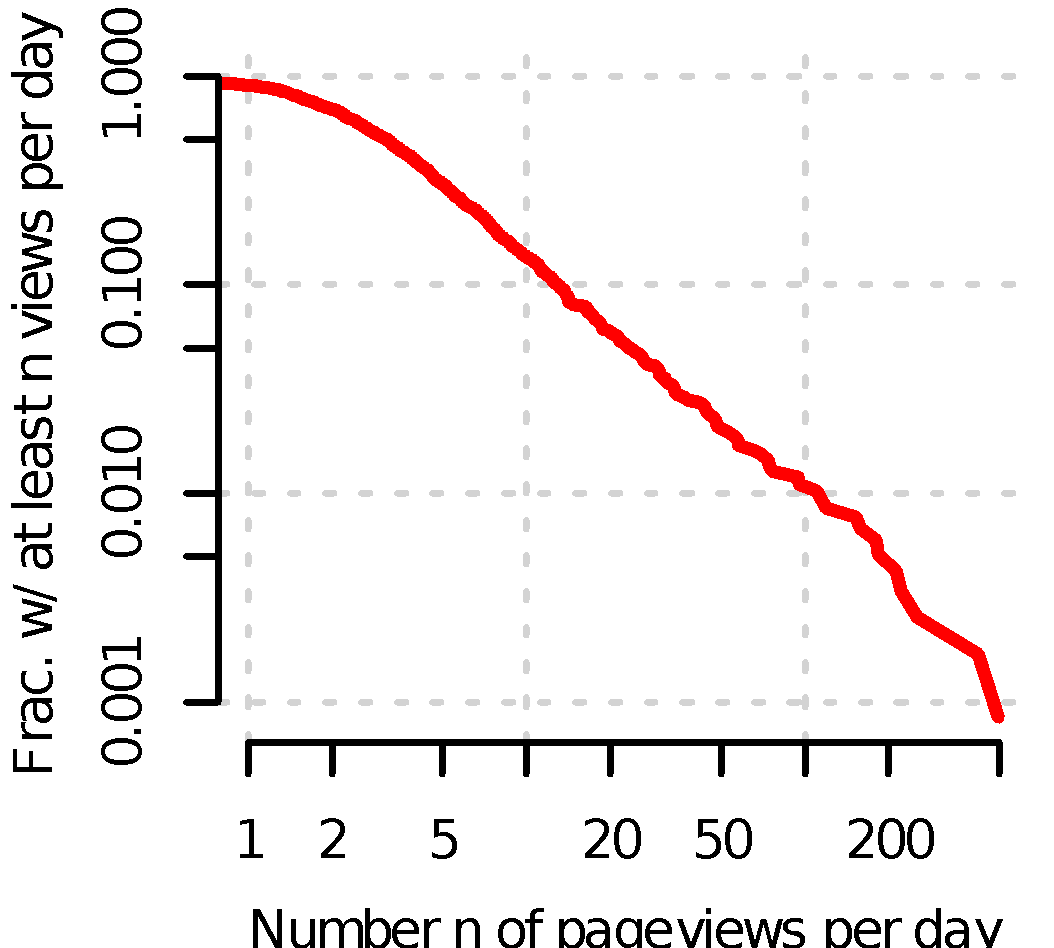 Frac. w/ at least n views per day
1.000
0.100
0.010
0.001
1 2 5 20 50 200
Number n of pageviews per day